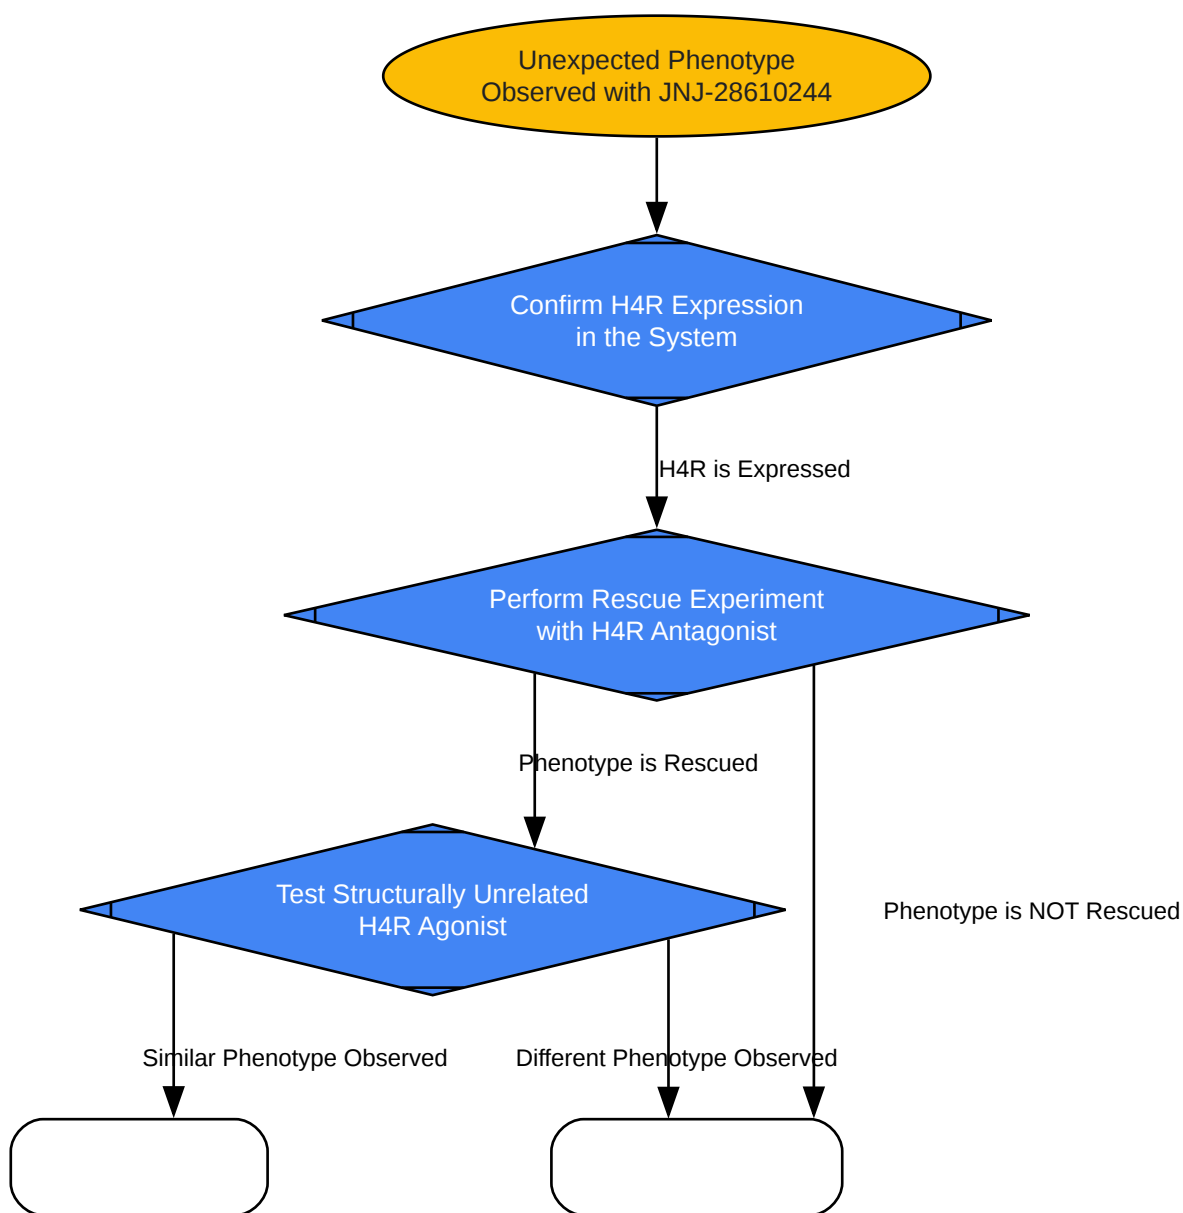 Unexpected Phenotype
Observed with JNJ-28610244
Confirm H4R Expression
in the System
H4R is Expressed
Perform Rescue Experiment
with H4R Antagonist
Phenotype is Rescued
Test Structurally Unrelated
H4R Agonist
Phenotype is NOT Rescued
Similar Phenotype Observed
Different Phenotype Observed